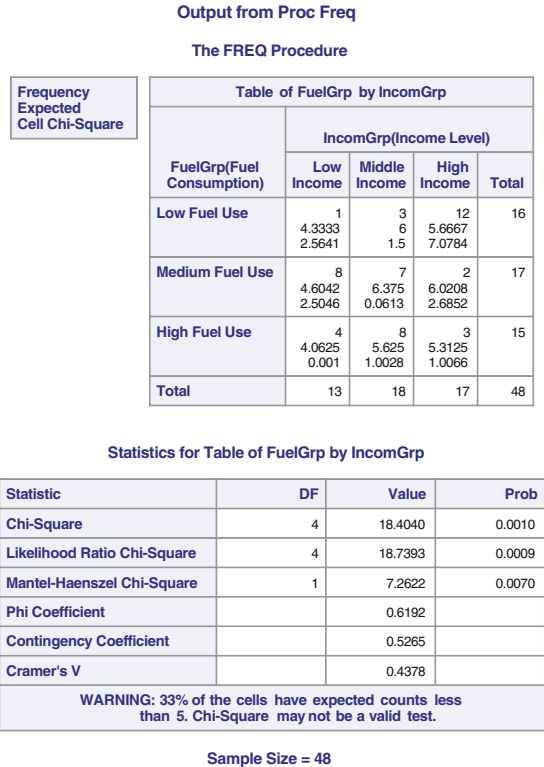 Output from Proc Freq
The FREQ Procedure
Frequency
Expected
Cell Chi-Square
Table of FuelGrp by IncomGrp
IncomGrp(Income Level)
FuelGrp(Fuel Consumption) Low Income Middle Income High Income Total
Low Fuel Use 1 3 12 16
4.3333 6 5.6667
2.5641 1.5 7.0784
Medium Fuel Use 8 7 2 17
4.6042 6.375 6.0208
2.5046 0.0613 2.6852
High Fuel Use 4 8 3 15
4.0625 5.625 5.3125
0.001 1.0028 1.0066
Total 13 18 17 48
Statistics for Table of FuelGrp by IncomGrp
Statistic DF Value Prob
Chi-Square 4 18.4040 0.0010
Likelihood Ratio Chi-Square 4 18.7393 0.0009
Mantel-Haenszel Chi-Square 1 7.2622 0.0070
Phi Coefficient 0.6192
Contingency Coefficient 0.5265
Cramer's V 0.4378
WARNING: 33% of the cells have expected counts less
than 5. Chi-Square may not be a valid test.
Sample Size = 48